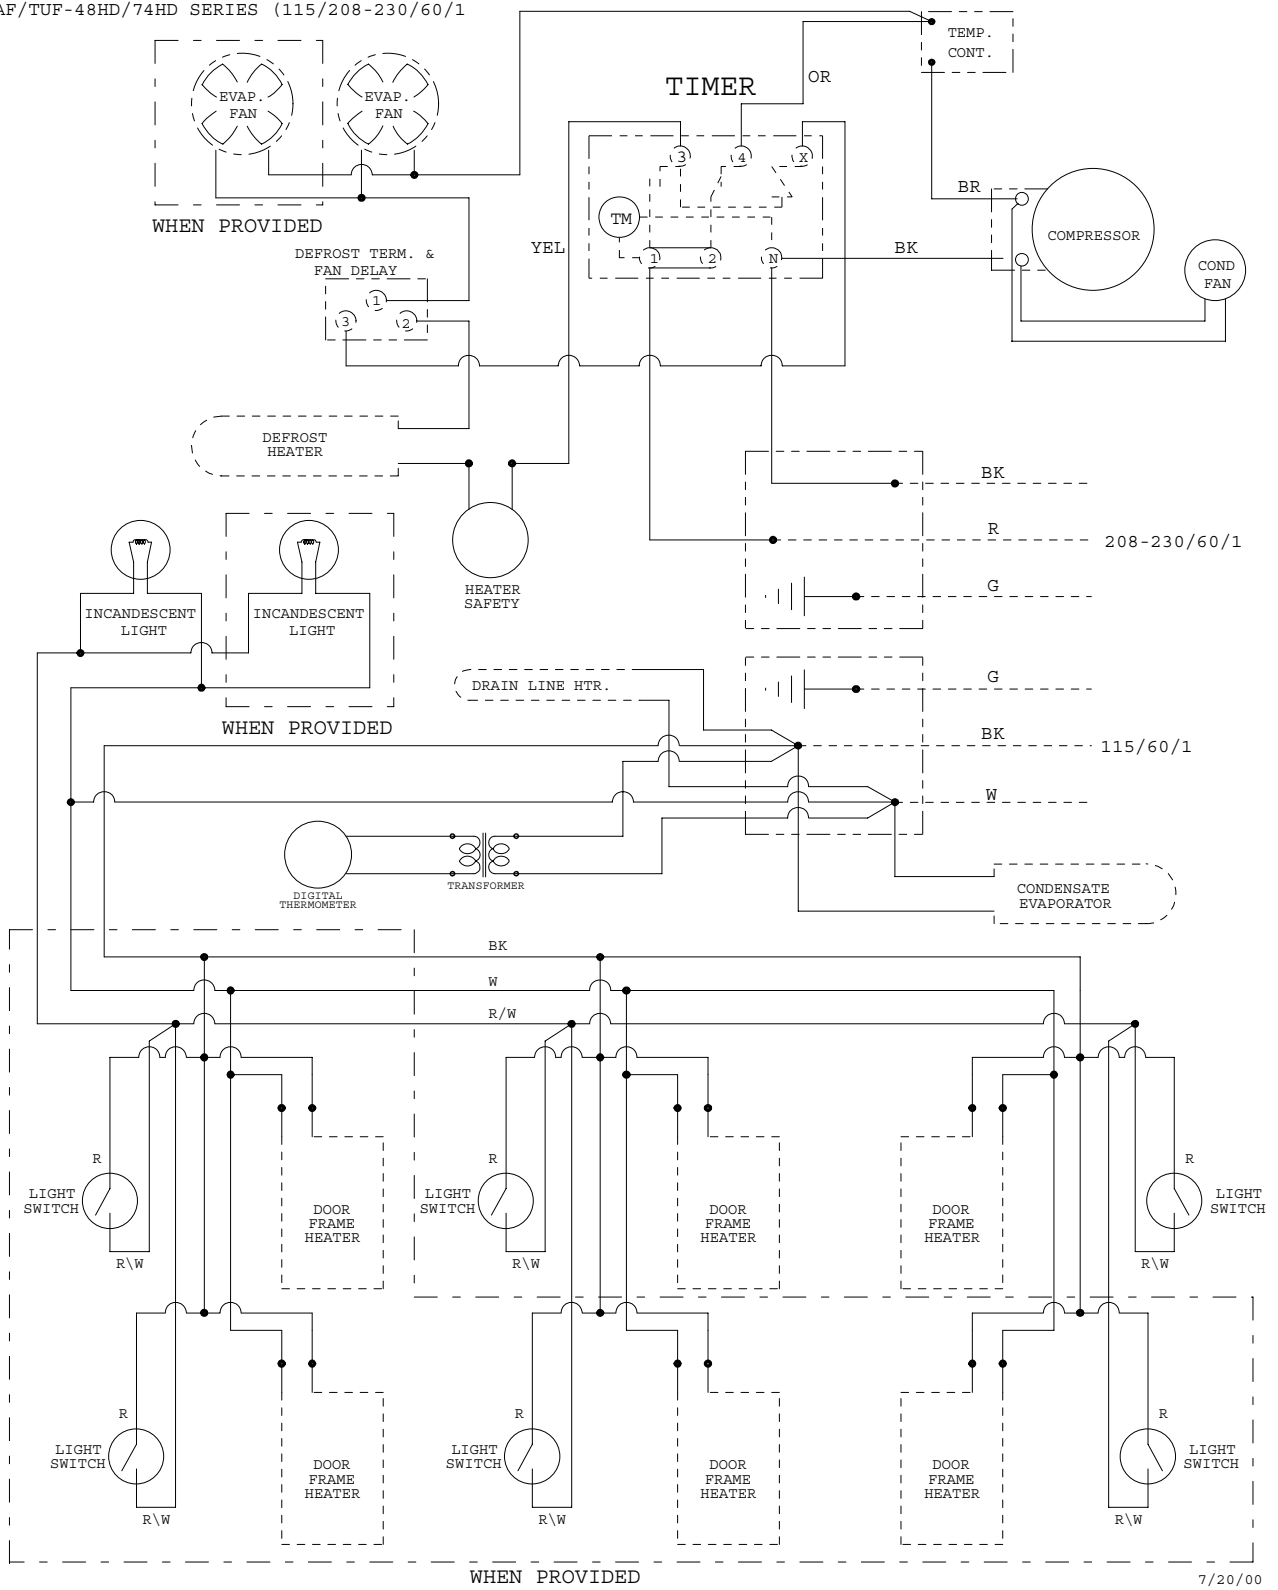 AF/TUF-48HD/74HD SERIES (115/208-230/60/1
TEMP.
CONT.
EVAP.
FAN
EVAP.
FAN
TIMER
OR
3
4
X
BR
WHEN PROVIDED
TM
YEL
COMPRESSOR
DEFROST TERM. &
FAN DELAY
1
2
N
BK
COND
FAN
1
3
2
DEFROST
HEATER
BK
R
208-230/60/1
HEATER
SAFETY
G
INCANDESCENT
LIGHT
INCANDESCENT
LIGHT
WHEN PROVIDED
DRAIN LINE HTR.
G
BK
115/60/1
W
DIGITAL
THERMOMETER
TRANSFORMER
CONDENSATE
EVAPORATOR
BK
W
R/W
R
LIGHT
SWITCH
R\W
DOOR
FRAME
HEATER
R
LIGHT
SWITCH
R\W
DOOR
FRAME
HEATER
DOOR
FRAME
HEATER
R
LIGHT
SWITCH
R\W
R
LIGHT
SWITCH
R\W
DOOR
FRAME
HEATER
R
LIGHT
SWITCH
R\W
DOOR
FRAME
HEATER
DOOR
FRAME
HEATER
R
LIGHT
SWITCH
R\W
WHEN PROVIDED
7/20/00